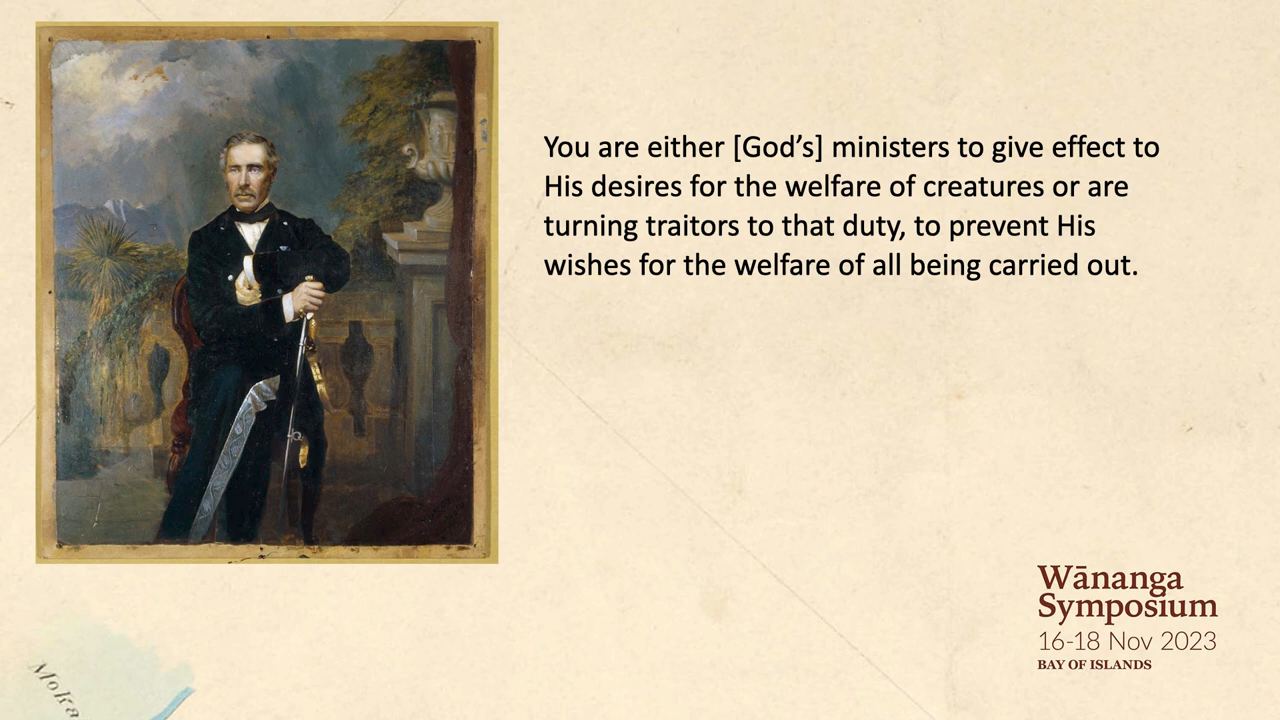 You are either [God’s] ministers to give effect to
His desires for the welfare of creatures or are
turning traitors to that duty, to prevent His
wishes for the welfare of all being carried out.
Wānanga
Symposium
16-18 Nov 2023
BAY OF ISLANDS
Moka